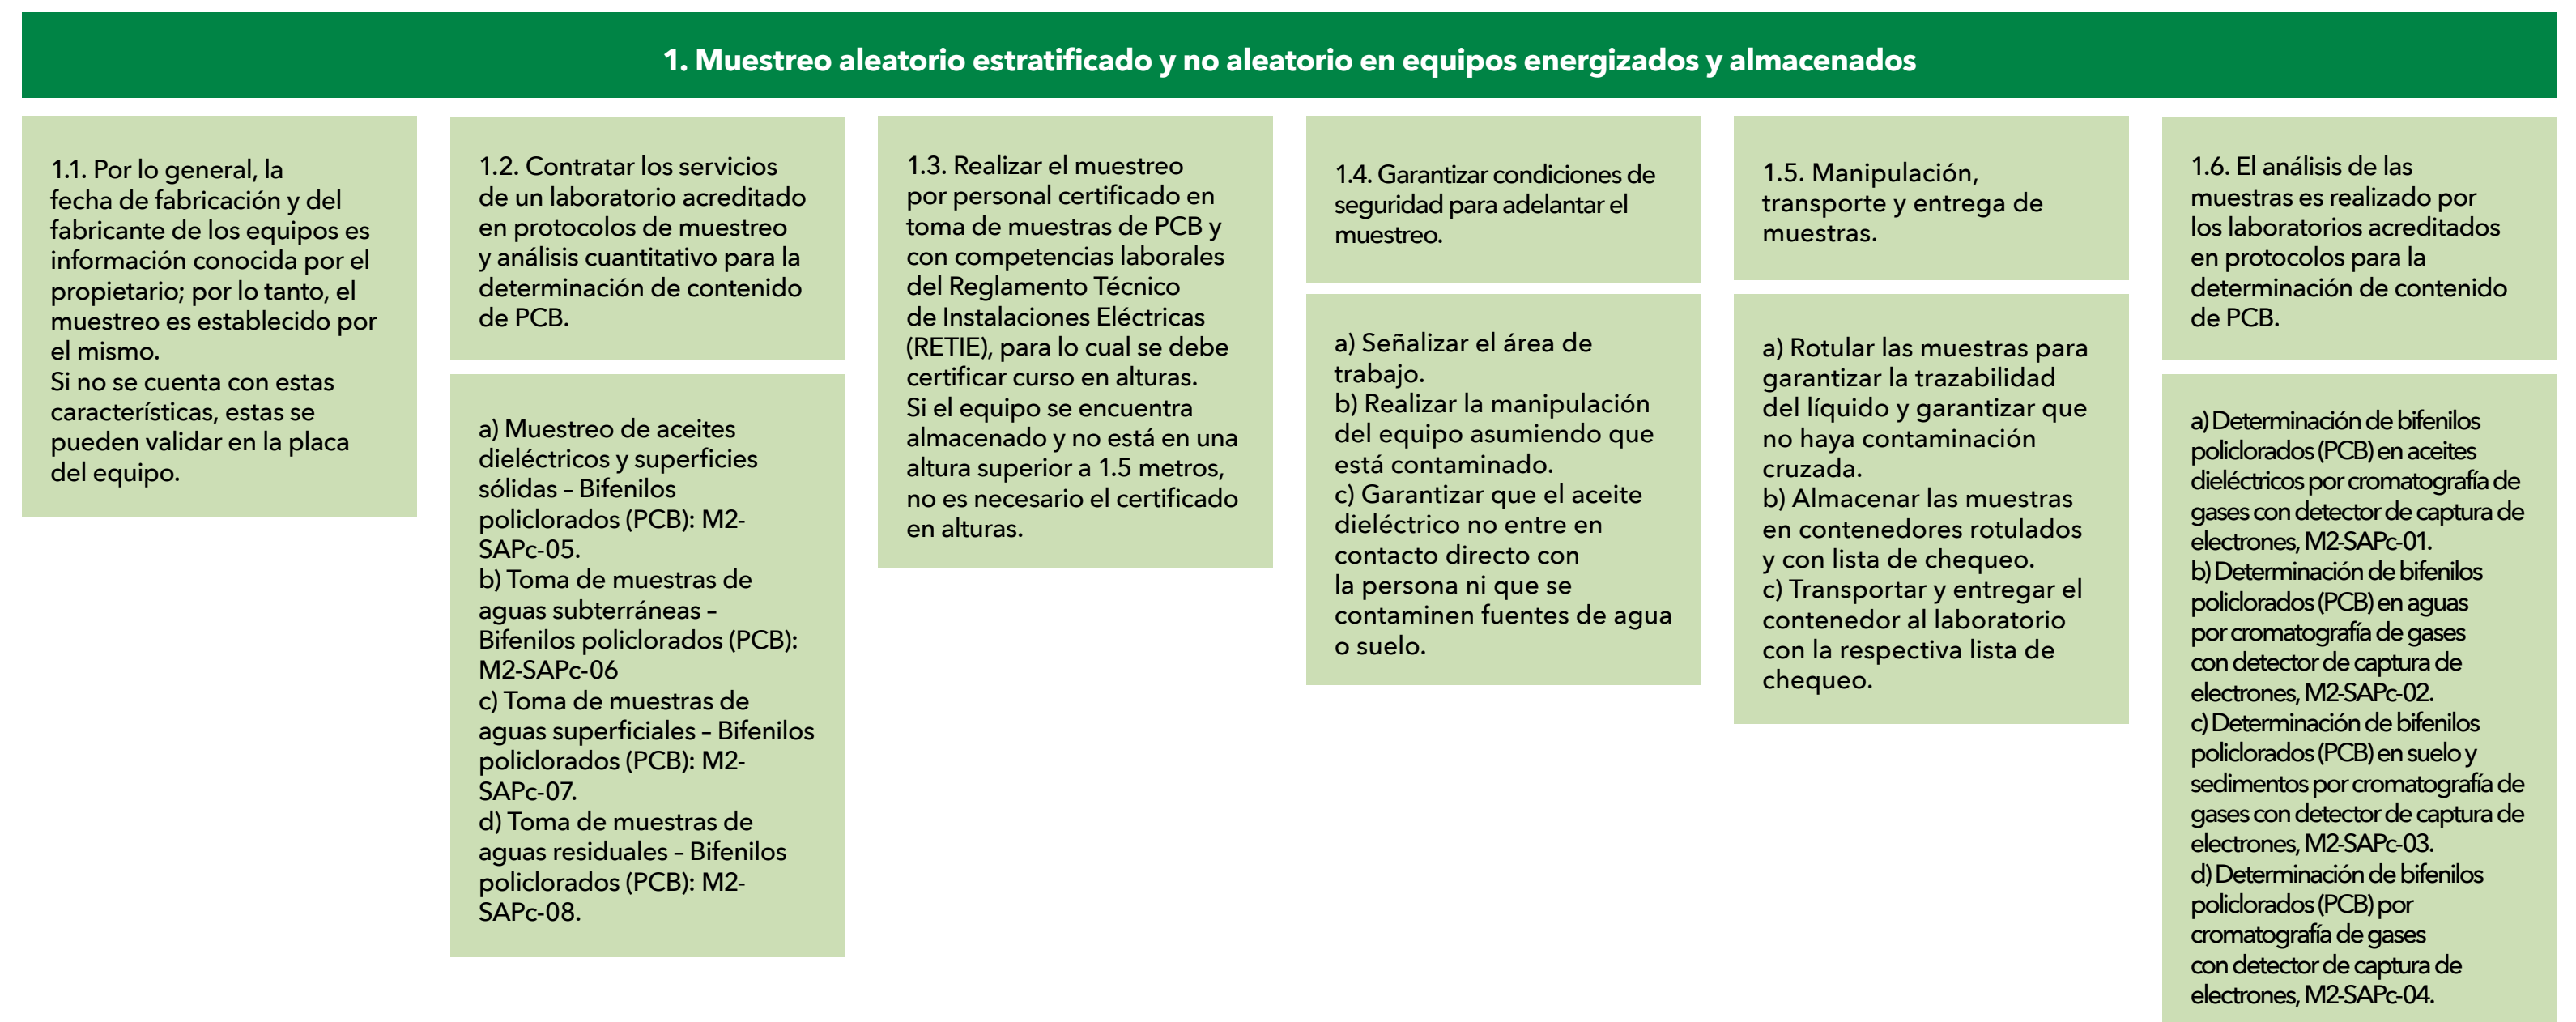 1. Muestreo aleatorio estratificado y no aleatorio en equipos energizados y almacenados
1.1. Por lo general, la
fecha de fabricación y del
fabricante de los equipos es
información conocida por el
propietario; por lo tanto, el
muestreo es establecido por
el mismo.
Si no se cuenta con estas
características, estas se
pueden validar en la placa
del equipo.
1.2. Contratar los servicios
de un laboratorio acreditado
en protocolos de muestreo
y análisis cuantitativo para la
determinación de contenido
de PCB.
a) Muestreo de aceites
dieléctricos y superficies
sólidas – Bifenilos
policlorados (PCB): M2-
SAPc-05.
b) Toma de muestras de
aguas subterráneas –
Bifenilos policlorados (PCB):
M2-SAPc-06
c) Toma de muestras de
aguas superficiales – Bifenilos
policlorados (PCB): M2-
SAPc-07.
d) Toma de muestras de
aguas residuales – Bifenilos
policlorados (PCB): M2-
SAPc-08.
1.3. Realizar el muestreo
por personal certificado en
toma de muestras de PCB y
con competencias laborales
del Reglamento Técnico
de Instalaciones Eléctricas
(RETIE), para lo cual se debe
certificar curso en alturas.
Si el equipo se encuentra
almacenado y no está en una
altura superior a 1.5 metros,
no es necesario el certificado
en alturas.
1.4. Garantizar condiciones de
seguridad para adelantar el
muestreo.
a) Señalizar el área de
trabajo.
b) Realizar la manipulación
del equipo asumiendo que
está contaminado.
c) Garantizar que el aceite
dieléctrico no entre en
contacto directo con
la persona ni que se
contaminen fuentes de agua
o suelo.
1.5. Manipulación,
transporte y entrega de
muestras.
a) Rotular las muestras para
garantizar la trazabilidad
del líquido y garantizar que
no haya contaminación
cruzada.
b) Almacenar las muestras
en contenedores rotulados
y con lista de chequeo.
c) Transportar y entregar el
contenedor al laboratorio
con la respectiva lista de
chequeo.
1.6. El análisis de las
muestras es realizado por
los laboratorios acreditados
en protocolos para la
determinación de contenido
de PCB.
a) Determinación de bifenilos
policlorados (PCB) en aceites
dieléctricos por cromatografía de
gases con detector de captura de
electrones, M2-SAPc-01.
b) Determinación de bifenilos
policlorados (PCB) en aguas
por cromatografía de gases
con detector de captura de
electrones, M2-SAPc-02.
c) Determinación de bifenilos
policlorados (PCB) en suelo y
sedimentos por cromatografía de
gases con detector de captura de
electrones, M2-SAPc-03.
d) Determinación de bifenilos
policlorados (PCB) por
cromatografía de gases
con detector de captura de
electrones, M2-SAPc-04.